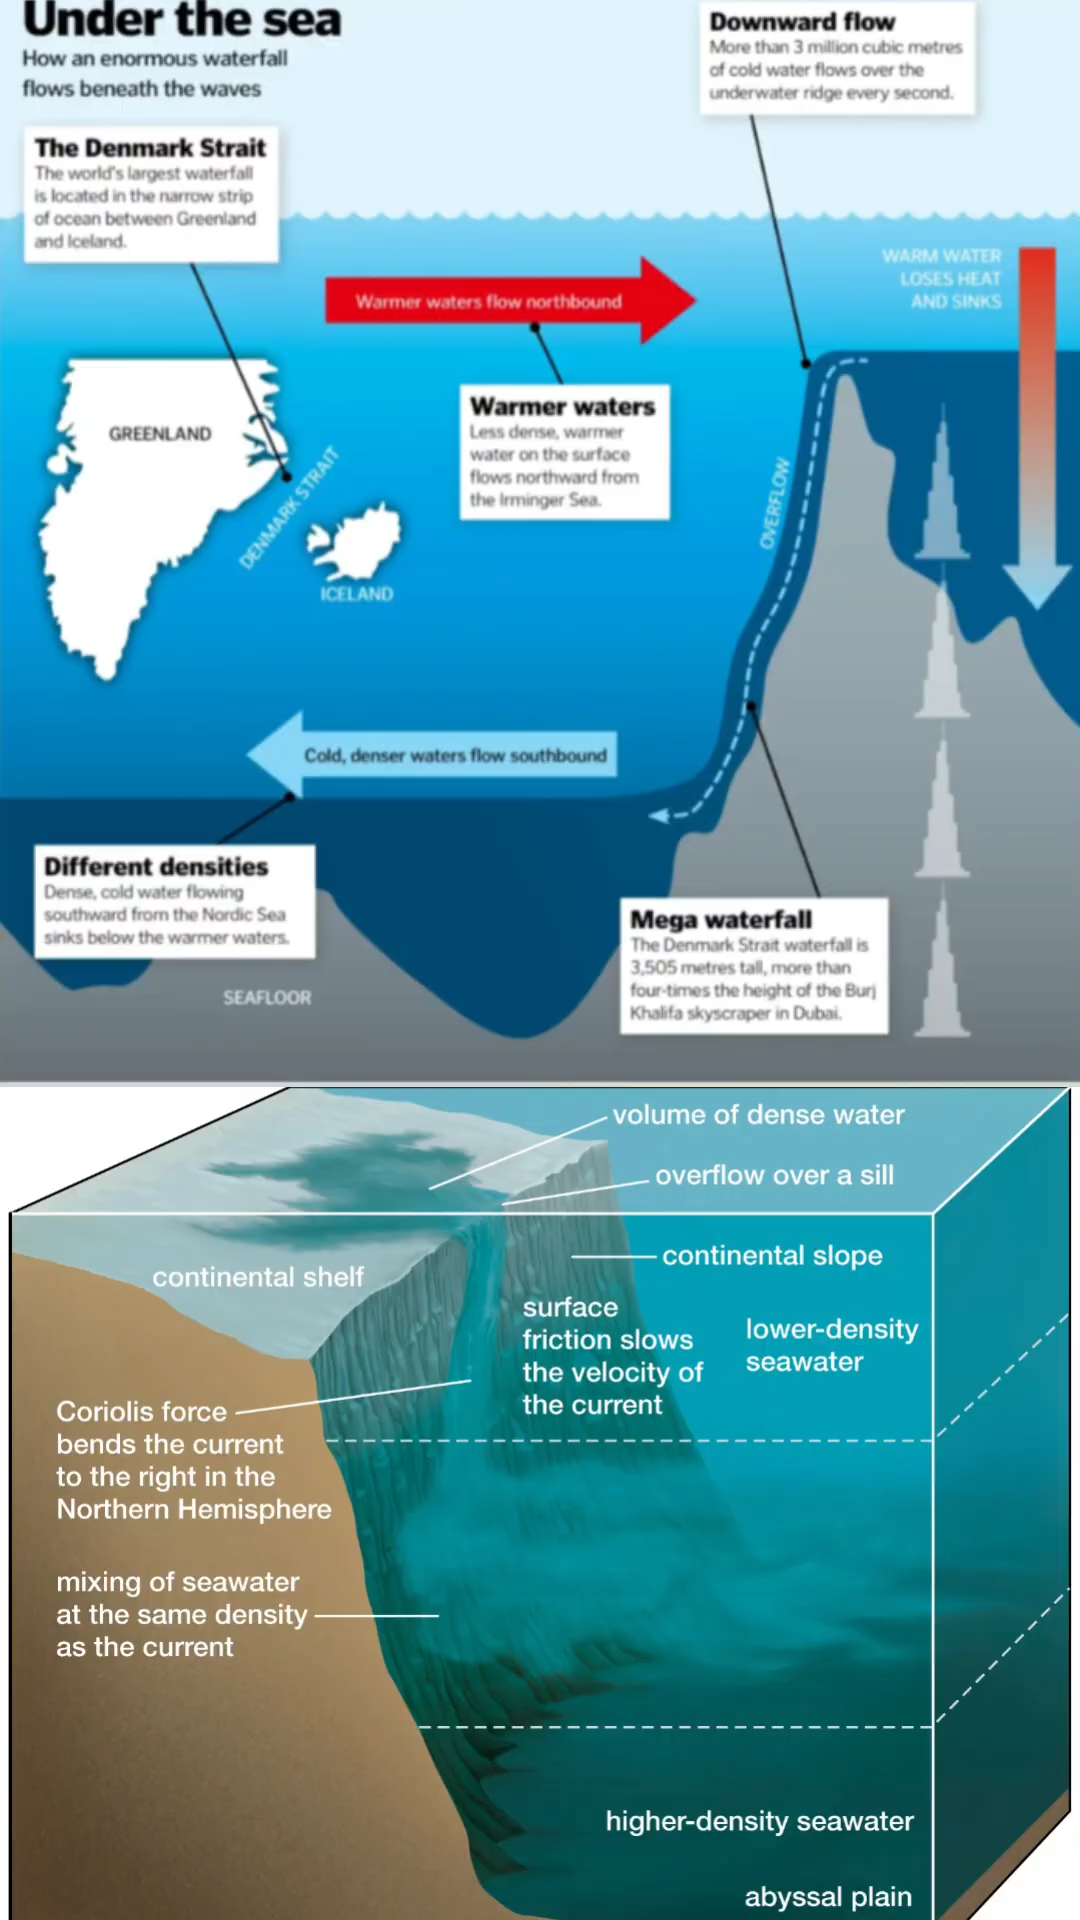 Under the sea
How an enormous waterfall
flows beneath the waves
Downward flow
More than 3 million cubic metres
of cold water flows over the
underwater ridge every second.
The Denmark Strait
The world's largest waterfall
is located in the narrow strip
of ocean between Greenland
and Iceland.
WARM WATER
LOSES HEAT
AND SINKS
Warmer waters flow northbound
Warmer waters
Less dense, warmer
water on the surface
flows northward from
the Irminger Sea.
GREENLAND
DENMARK STRAIT
ICELAND
OVERFLOW
Cold, denser waters flow southbound
Different densities
Dense, cold water flowing
southward from the Nordic Sea
sinks below the warmer waters.
SEAFLOOR
Mega waterfall
The Denmark Strait waterfall is
3,505 metres tall, more than
four-times the height of the Burj
Khalifa skyscraper in Dubai.
volume of dense water
overflow over a sill
continental slope
continental shelf
surface
friction slows
the velocity of
the current
lower-density
seawater
Coriolis force
bends the current
to the right in the
Northern Hemisphere
mixing of seawater
at the same density
as the current
higher-density seawater
abyssal plain